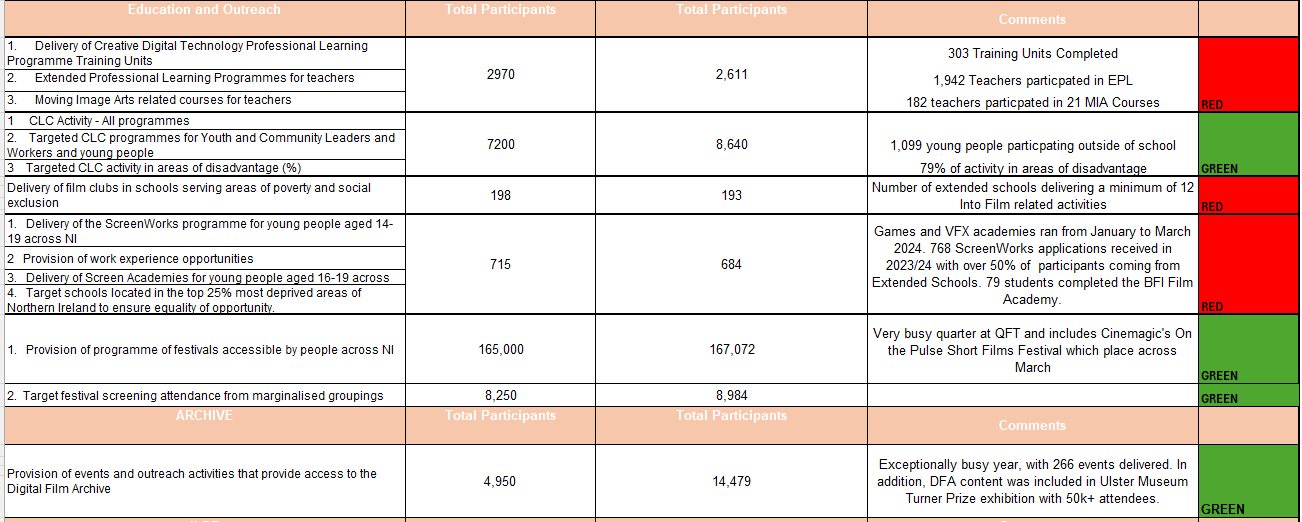 Education and Outreach Total Participants Total Participants Comments
1. Delivery of Creative Digital Technology Professional Learning
Programme Training Units
2. Extended Professional Learning Programmes for teachers
3. Moving Image Arts related courses for teachers
2970
2,611
303 Training Units Completed
1,942 Teachers particpated in EPL
182 teachers particpated in 21 MIA Courses
RED
1 CLC Activity - All programmes
2. Targeted CLC programmes for Youth and Community Leaders and
Workers and young people
3 Targeted CLC activity in areas of disadvantage (%)
7200
8,640
1,099 young people particpating outside of school
79% of activity in areas of disadvantage
GREEN
Delivery of film clubs in schools serving areas of poverty and social
exclusion
198
193
Number of extended schools delivering a minimum of 12
Into Film related activities
RED
1. Delivery of the ScreenWorks programme for young people aged 14-
19 across NI
2 Provision of work experience opportunities
3. Delivery of Screen Academies for young people aged 16-19 across
4. Target schools located in the top 25% most deprived areas of
Northern Ireland to ensure equality of opportunity.
715
684
Games and VFX academies ran from January to March
2024. 768 ScreenWorks applications received in
2023/24 with over 50% of participants coming from
Extended Schools. 79 students completed the BFI Film
Academy.
RED
1. Provision of programme of festivals accessible by people across NI
165,000
167,072
Very busy quarter at QFT and includes Cinemagic's On
the Pulse Short Films Festival which place across
March
GREEN
2. Target festival screening attendance from marginalised groupings
8,250
8,984
GREEN
ARCHIVE Total Participants Total Participants Comments
Provision of events and outreach activities that provide access to the
Digital Film Archive
4,950
14,479
Exceptionally busy year, with 266 events delivered. In
addition, DFA content was included in Ulster Museum
Turner Prize exhibition with 50k+ attendees.
GREEN